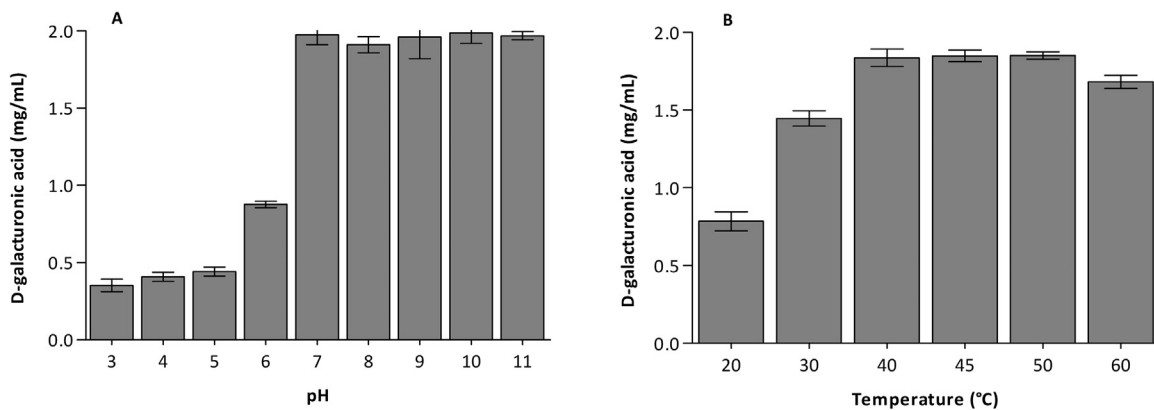 A
D-galacturonic acid (mg/mL)
2.0
1.5
1.0
0.5
0.0
3 4 5 6 7 8 9 10 11
pH
B
D-galacturonic acid (mg/mL)
2.0
1.5
1.0
0.5
0.0
20 30 40 45 50 60
Temperature (°C)